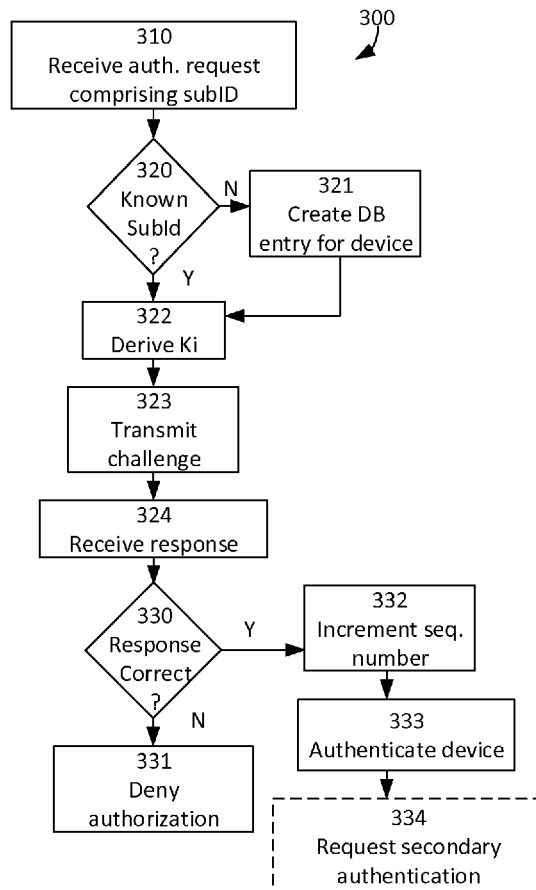 300
310
Receive auth. request
comprising subID
320
Known
SubId
?
N
321
Create DB
entry for device
Y
322
Derive Ki
323
Transmit
challenge
324
Receive response
330
Response
Correct
?
Y
332
Increment seq.
number
N
333
Authenticate device
331
Deny
authorization
334
Request secondary
authentication